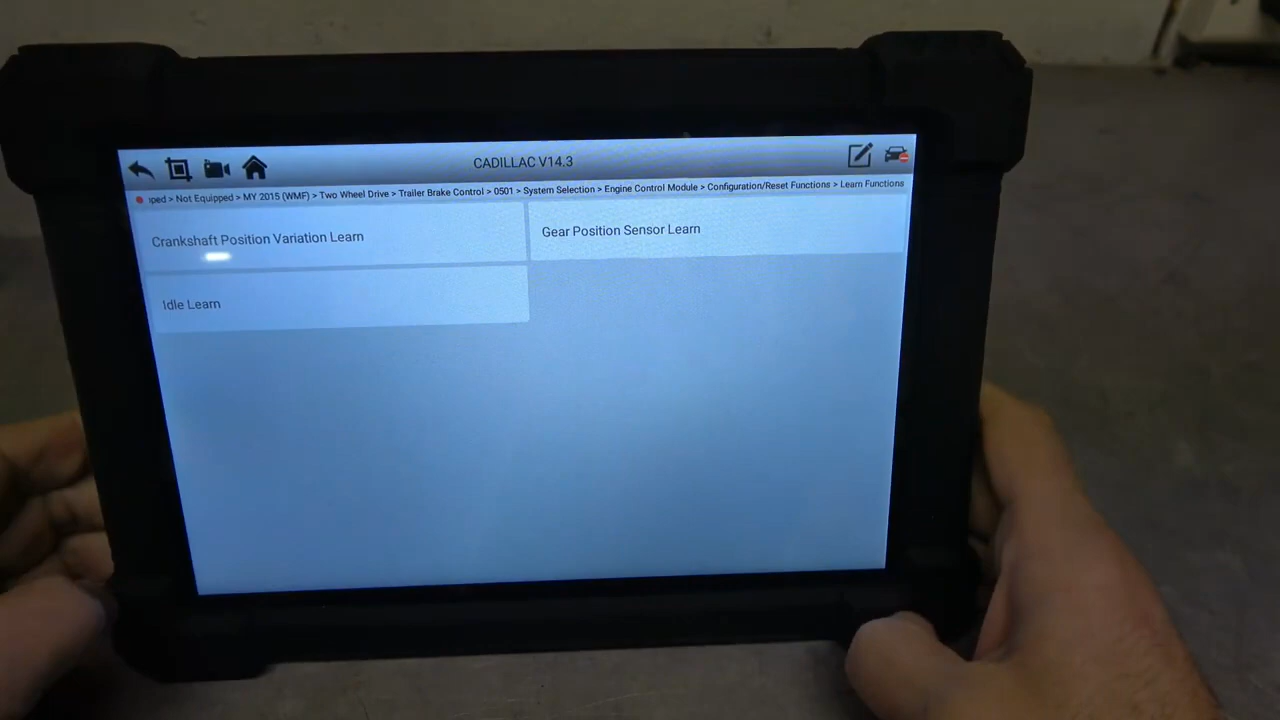 CADILLAC V14.3
iped > Not Equipped > MY 2015 (WMF) > Two Wheel Drive > Trailer Brake Control > 0501 > System Selection > Engine Control Module > Configuration/Reset Functions > Learn Functions
Crankshaft Position Variation Learn
Gear Position Sensor Learn
Idle Learn